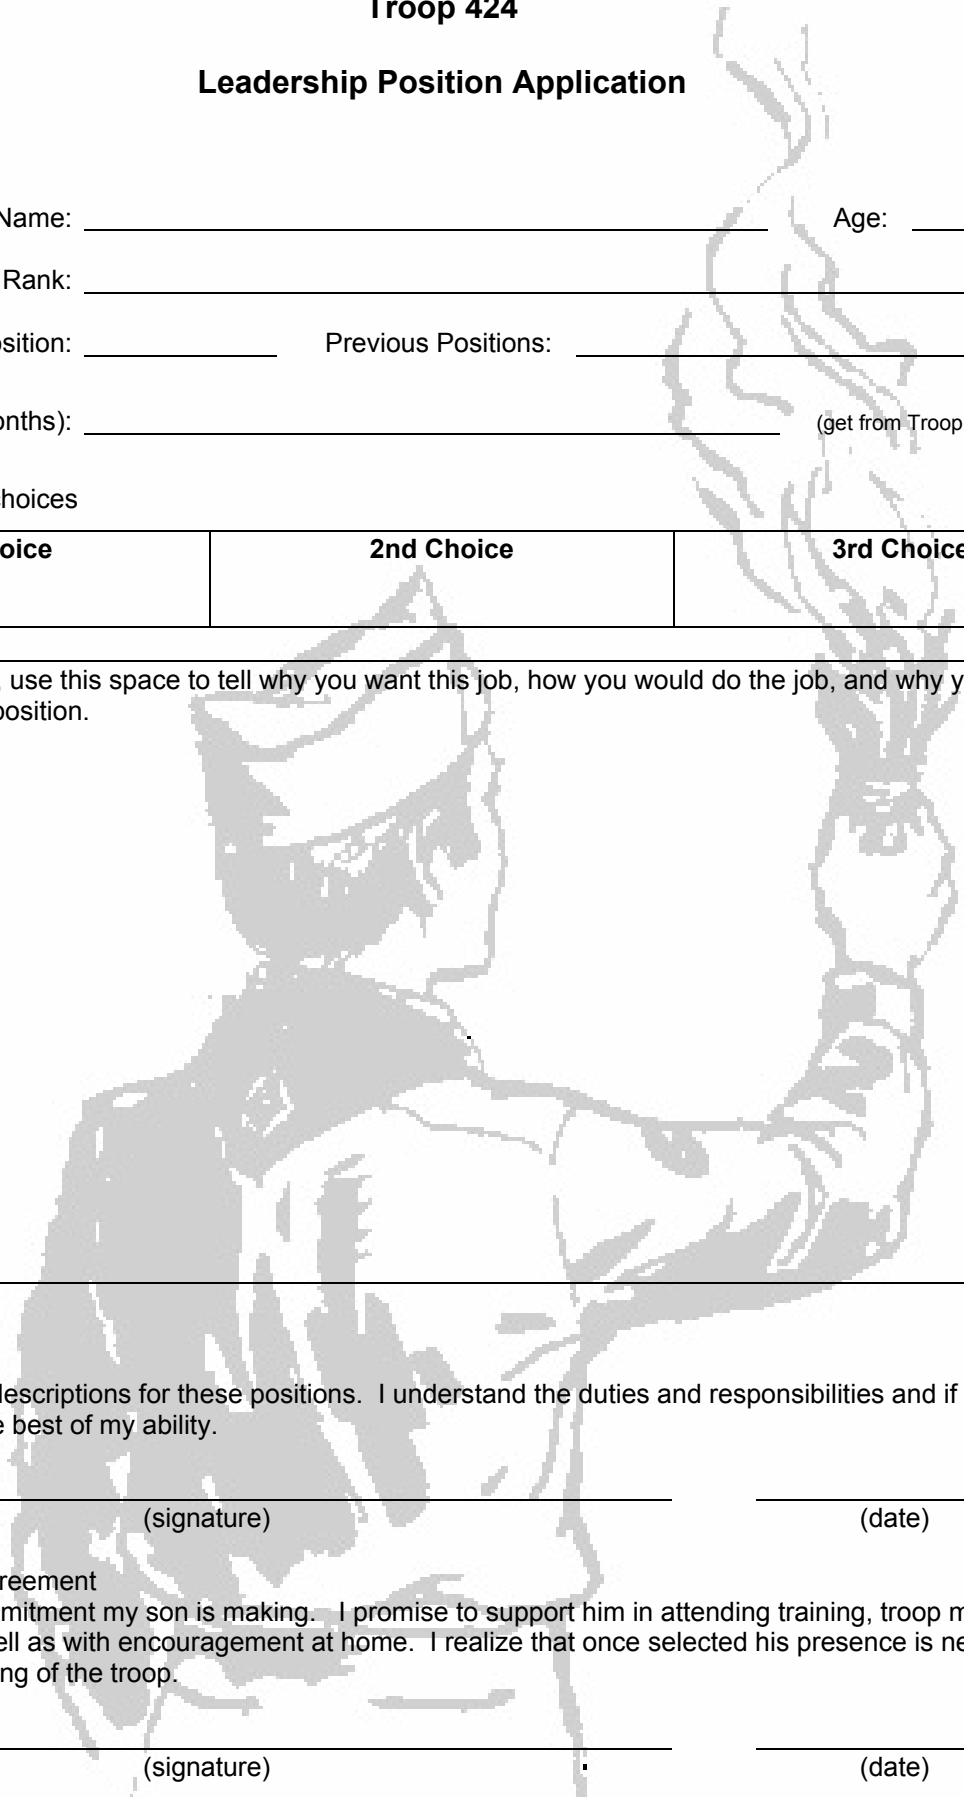 Troop 424
Leadership Position Application
Name: Age:
Rank:
sition: Previous Positions:
onths): (get from Troop
hoices
oice 2nd Choice 3rd Choice
use this space to tell why you want this job, how you would do the job, and why y
position.
descriptions for these positions. I understand the duties and responsibilities and if
e best of my ability.
(signature) (date)
reement
mitment my son is making. I promise to support him in attending training, troop m
ell as with encouragement at home. I realize that once selected his presence is ne
ng of the troop.
(signature) (date)